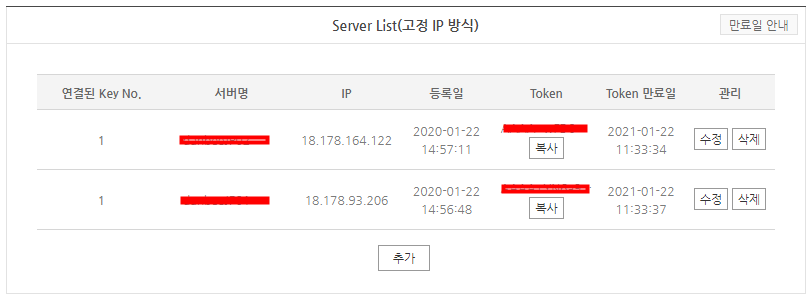 Server List(고정 IP 방식)
만료일 안내
연결된 Key No. 서버명 IP 등록일 Token Token 만료일 관리
1 18.178.164.122 2020-01-22 14:57:11 복사 2021-01-22 11:33:34 수정 삭제
1 18.178.93.206 2020-01-22 14:56:48 복사 2021-01-22 11:33:37 수정 삭제
추가